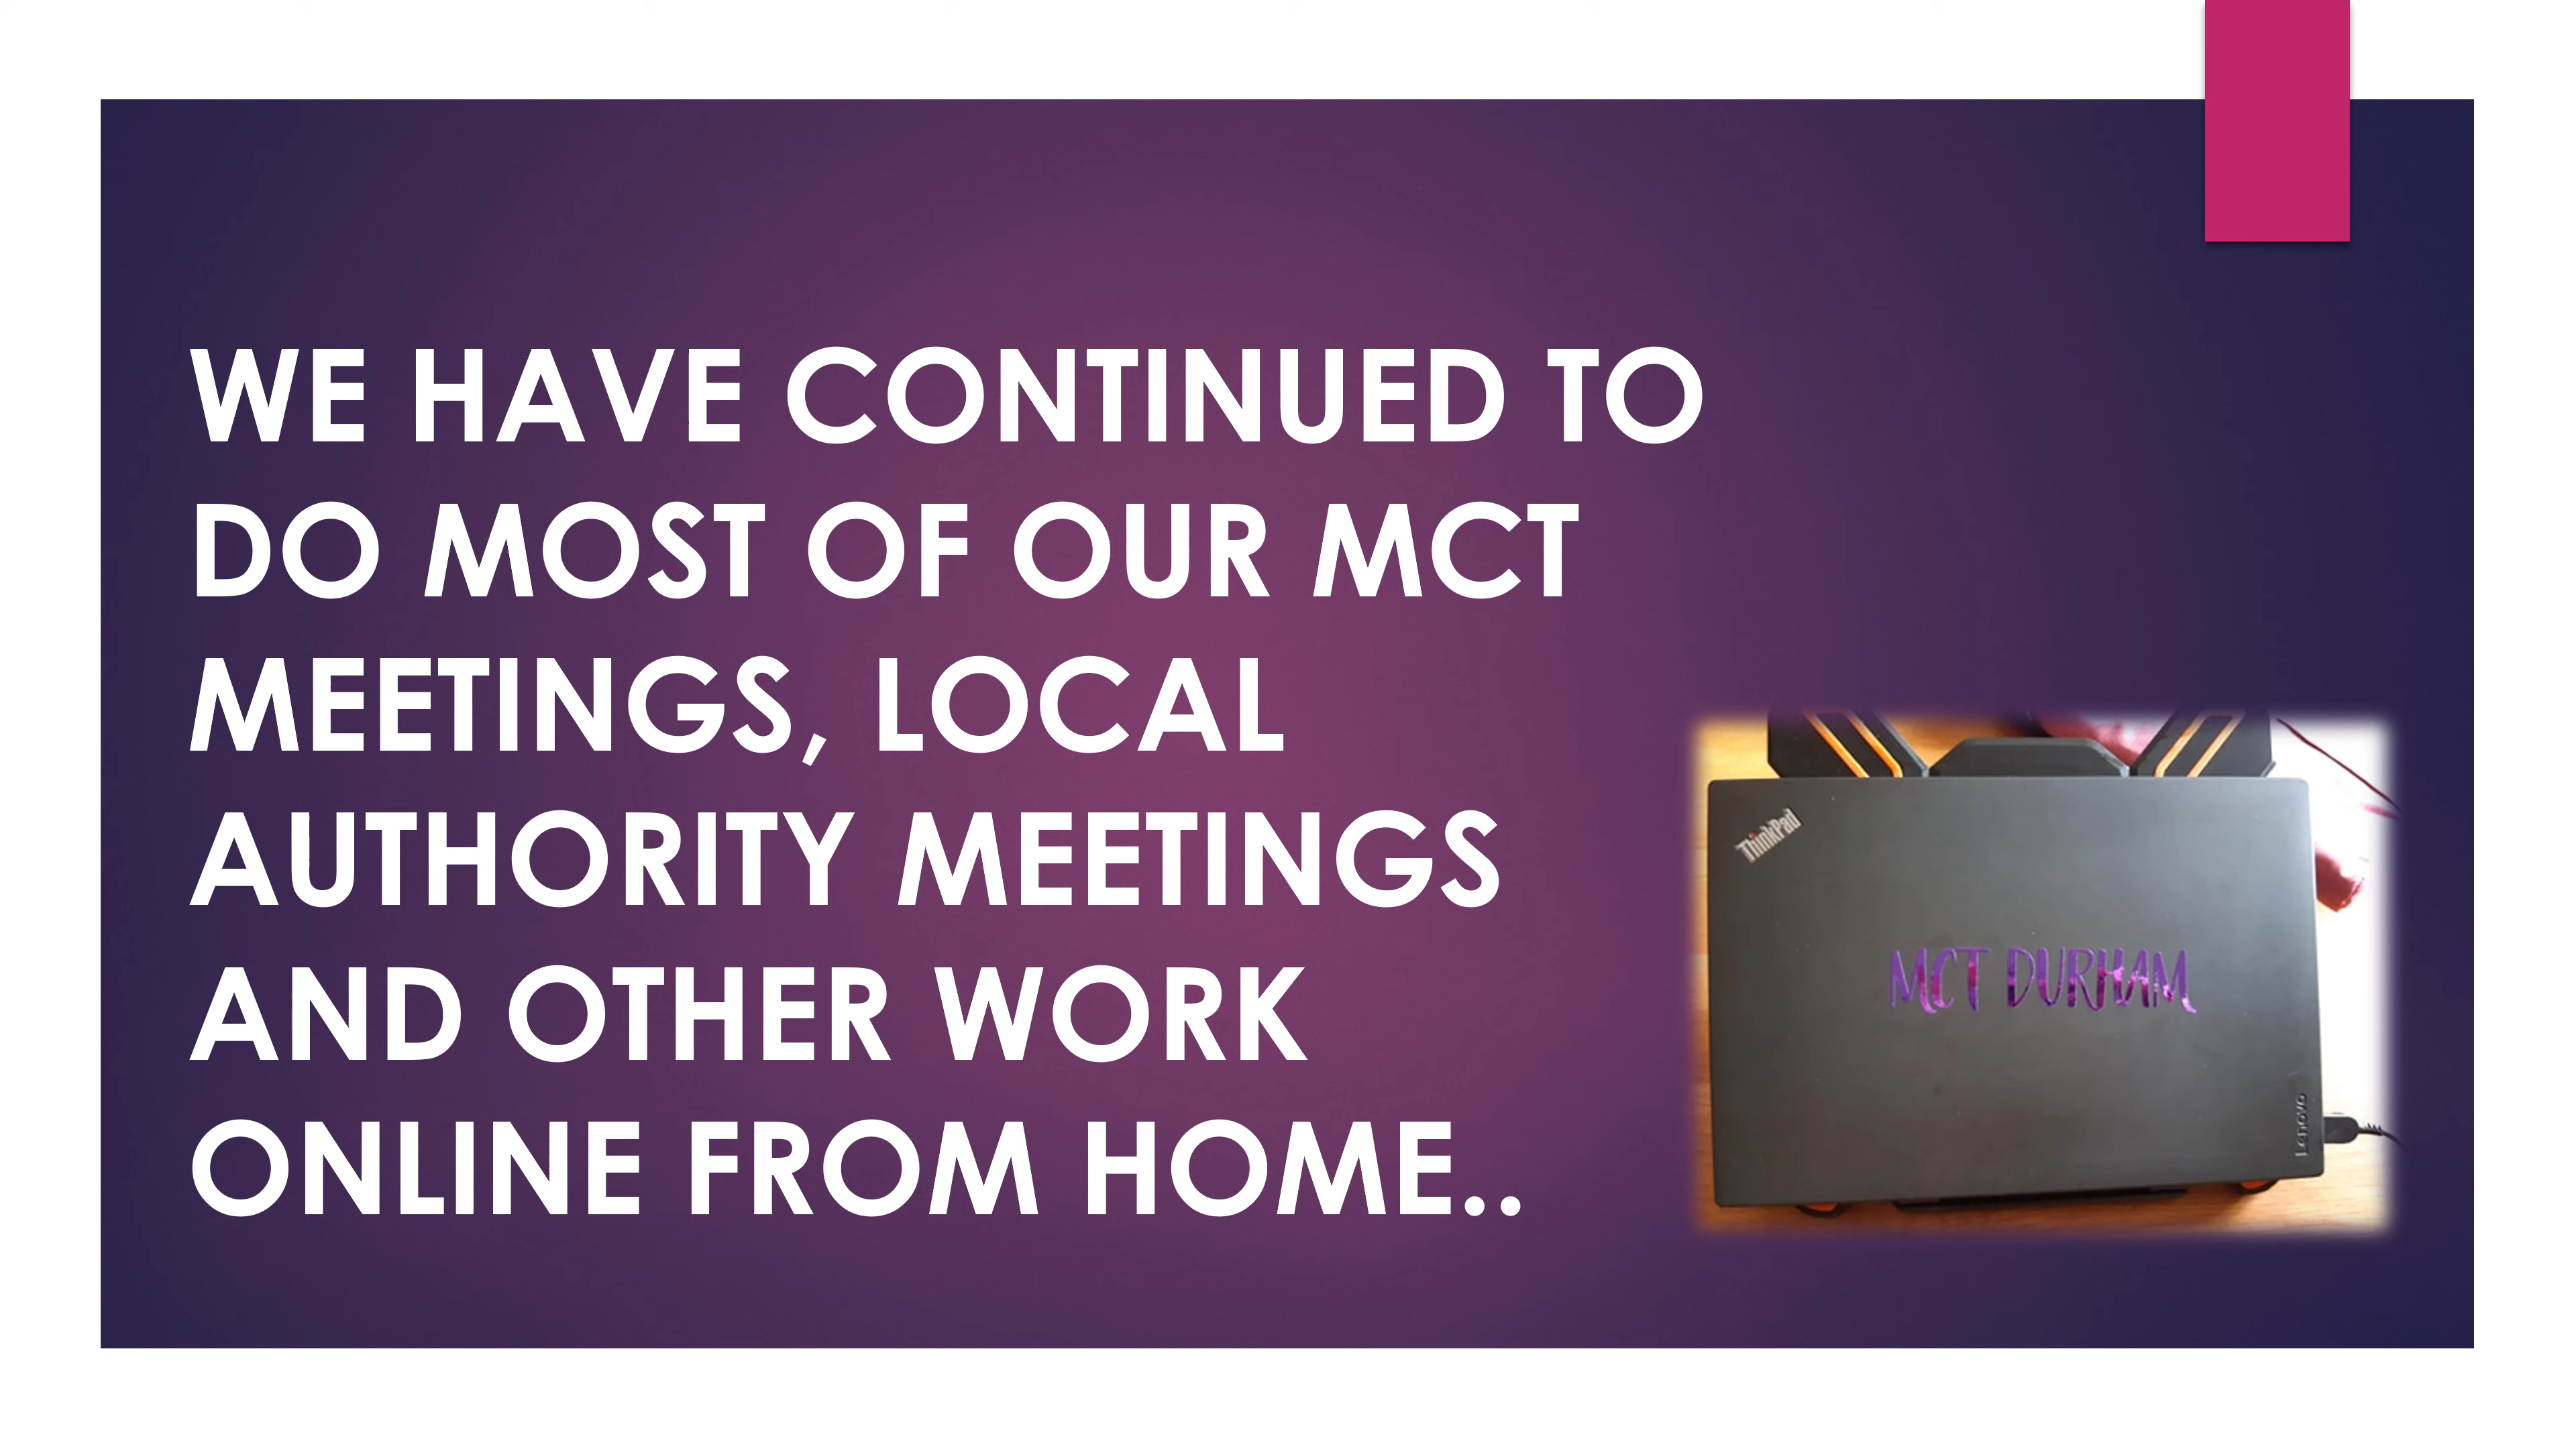 WE HAVE CONTINUED TO
DO MOST OF OUR MCT
MEETINGS, LOCAL
AUTHORITY MEETINGS
AND OTHER WORK
ONLINE FROM HOME..
ThinkPad
MCT DURHAM
Lenovo